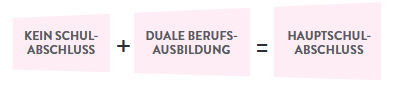 KEIN SCHUL-
ABSCHLUSS
+
DUALE BERUFS-
AUSBILDUNG
=
HAUPTSCHUL-
ABSCHLUSS